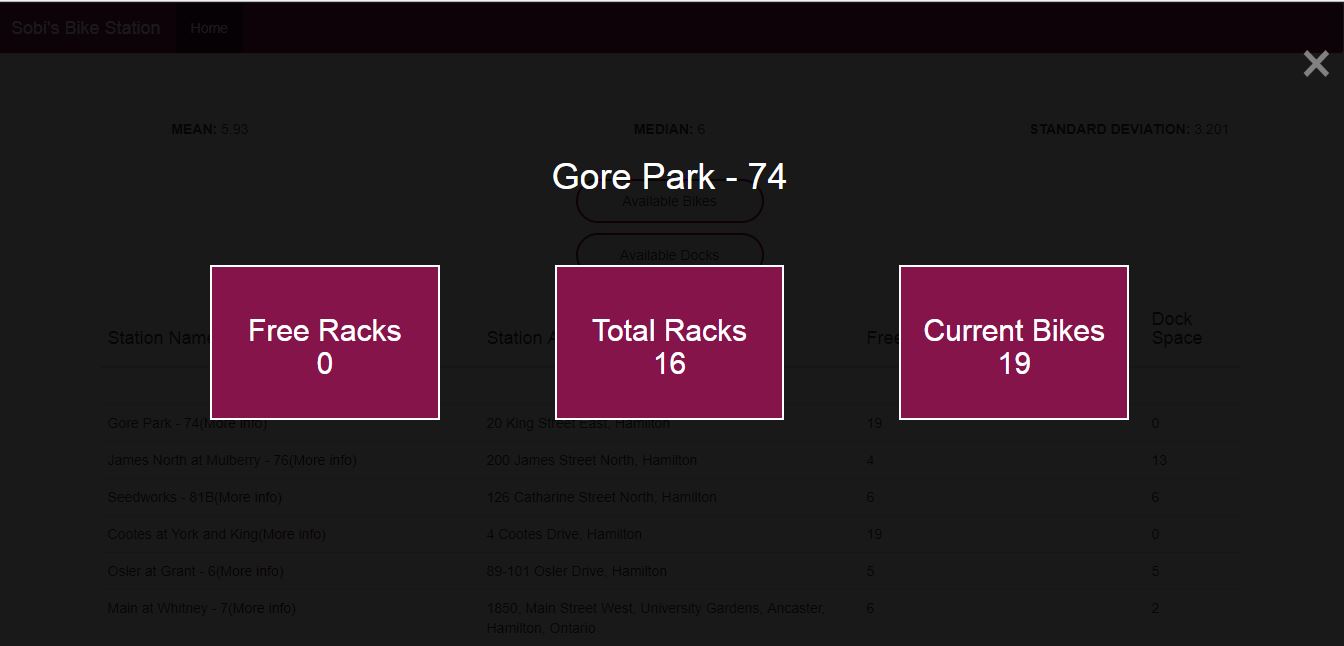 Sobi's Bike Station Home
×
MEAN: 5.93 MEDIAN: 6 STANDARD DEVIATION: 3.201
Gore Park - 74
Available Bikes
Available Docks
Free Racks
0
Total Racks
16
Current Bikes
19
Station Name Station A Free Dock
Space
Gore Park - 74(More info) 20 King Street East, Hamilton 19 0
James North at Mulberry - 76(More info) 200 James Street North, Hamilton 4 13
Seedworks - 81B(More info) 126 Catharine Street North, Hamilton 6 6
Cootes at York and King(More info) 4 Cootes Drive, Hamilton 19 0
Osler at Grant - 6(More info) 89-101 Osler Drive, Hamilton 5 5
Main at Whitney - 7(More info) 1850, Main Street West, University Gardens, Ancaster, 6 2
Hamilton, Ontario